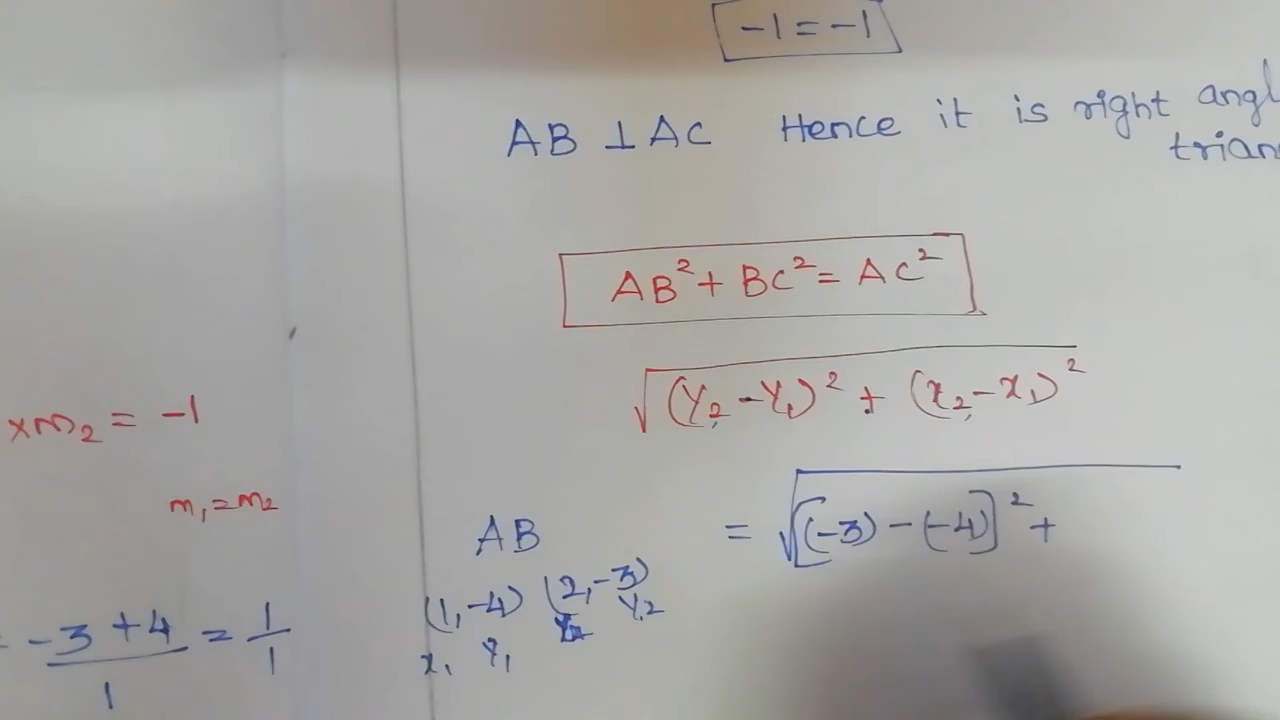 -1 = -1
AB ⊥ AC Hence it is right angl
trian
AB² + BC² = AC²
√(Y₂ - Y₁)² + (x₂ - x₁)²
xm₂ = -1
m₁ = m₂
AB = √[(-3) - (-4)]² +
(1, -4) (2, -3)
x₁ Y₁ Y₂
-3 + 4 / 1 = 1/1